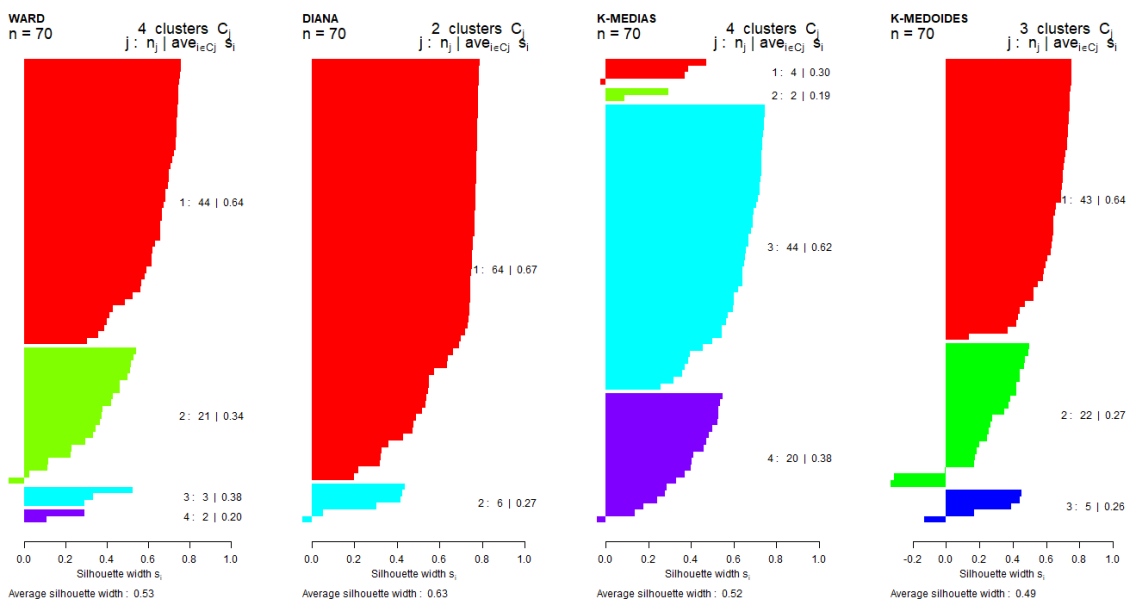 WARD
n = 70
4 clusters Cj
j : nj | ave i∈Cj si
1 : 44 | 0.64
2 : 21 | 0.34
3 : 3 | 0.38
4 : 2 | 0.20
0.0 0.2 0.4 0.6 0.8 1.0
Silhouette width si
Average silhouette width : 0.53
DIANA
n = 70
2 clusters Cj
j : nj | ave i∈Cj si
1 : 64 | 0.67
2 : 6 | 0.27
0.0 0.2 0.4 0.6 0.8 1.0
Silhouette width si
Average silhouette width : 0.63
K-MEDIAS
n = 70
4 clusters Cj
j : nj | ave i∈Cj si
1 : 4 | 0.30
2 : 2 | 0.19
3 : 44 | 0.62
4 : 20 | 0.38
0.0 0.2 0.4 0.6 0.8 1.0
Silhouette width si
Average silhouette width : 0.52
K-MEDOIDES
n = 70
3 clusters Cj
j : nj | ave i∈Cj si
1 : 43 | 0.64
2 : 22 | 0.27
3 : 5 | 0.26
-0.2 0.0 0.2 0.4 0.6 0.8 1.0
Silhouette width si
Average silhouette width : 0.49